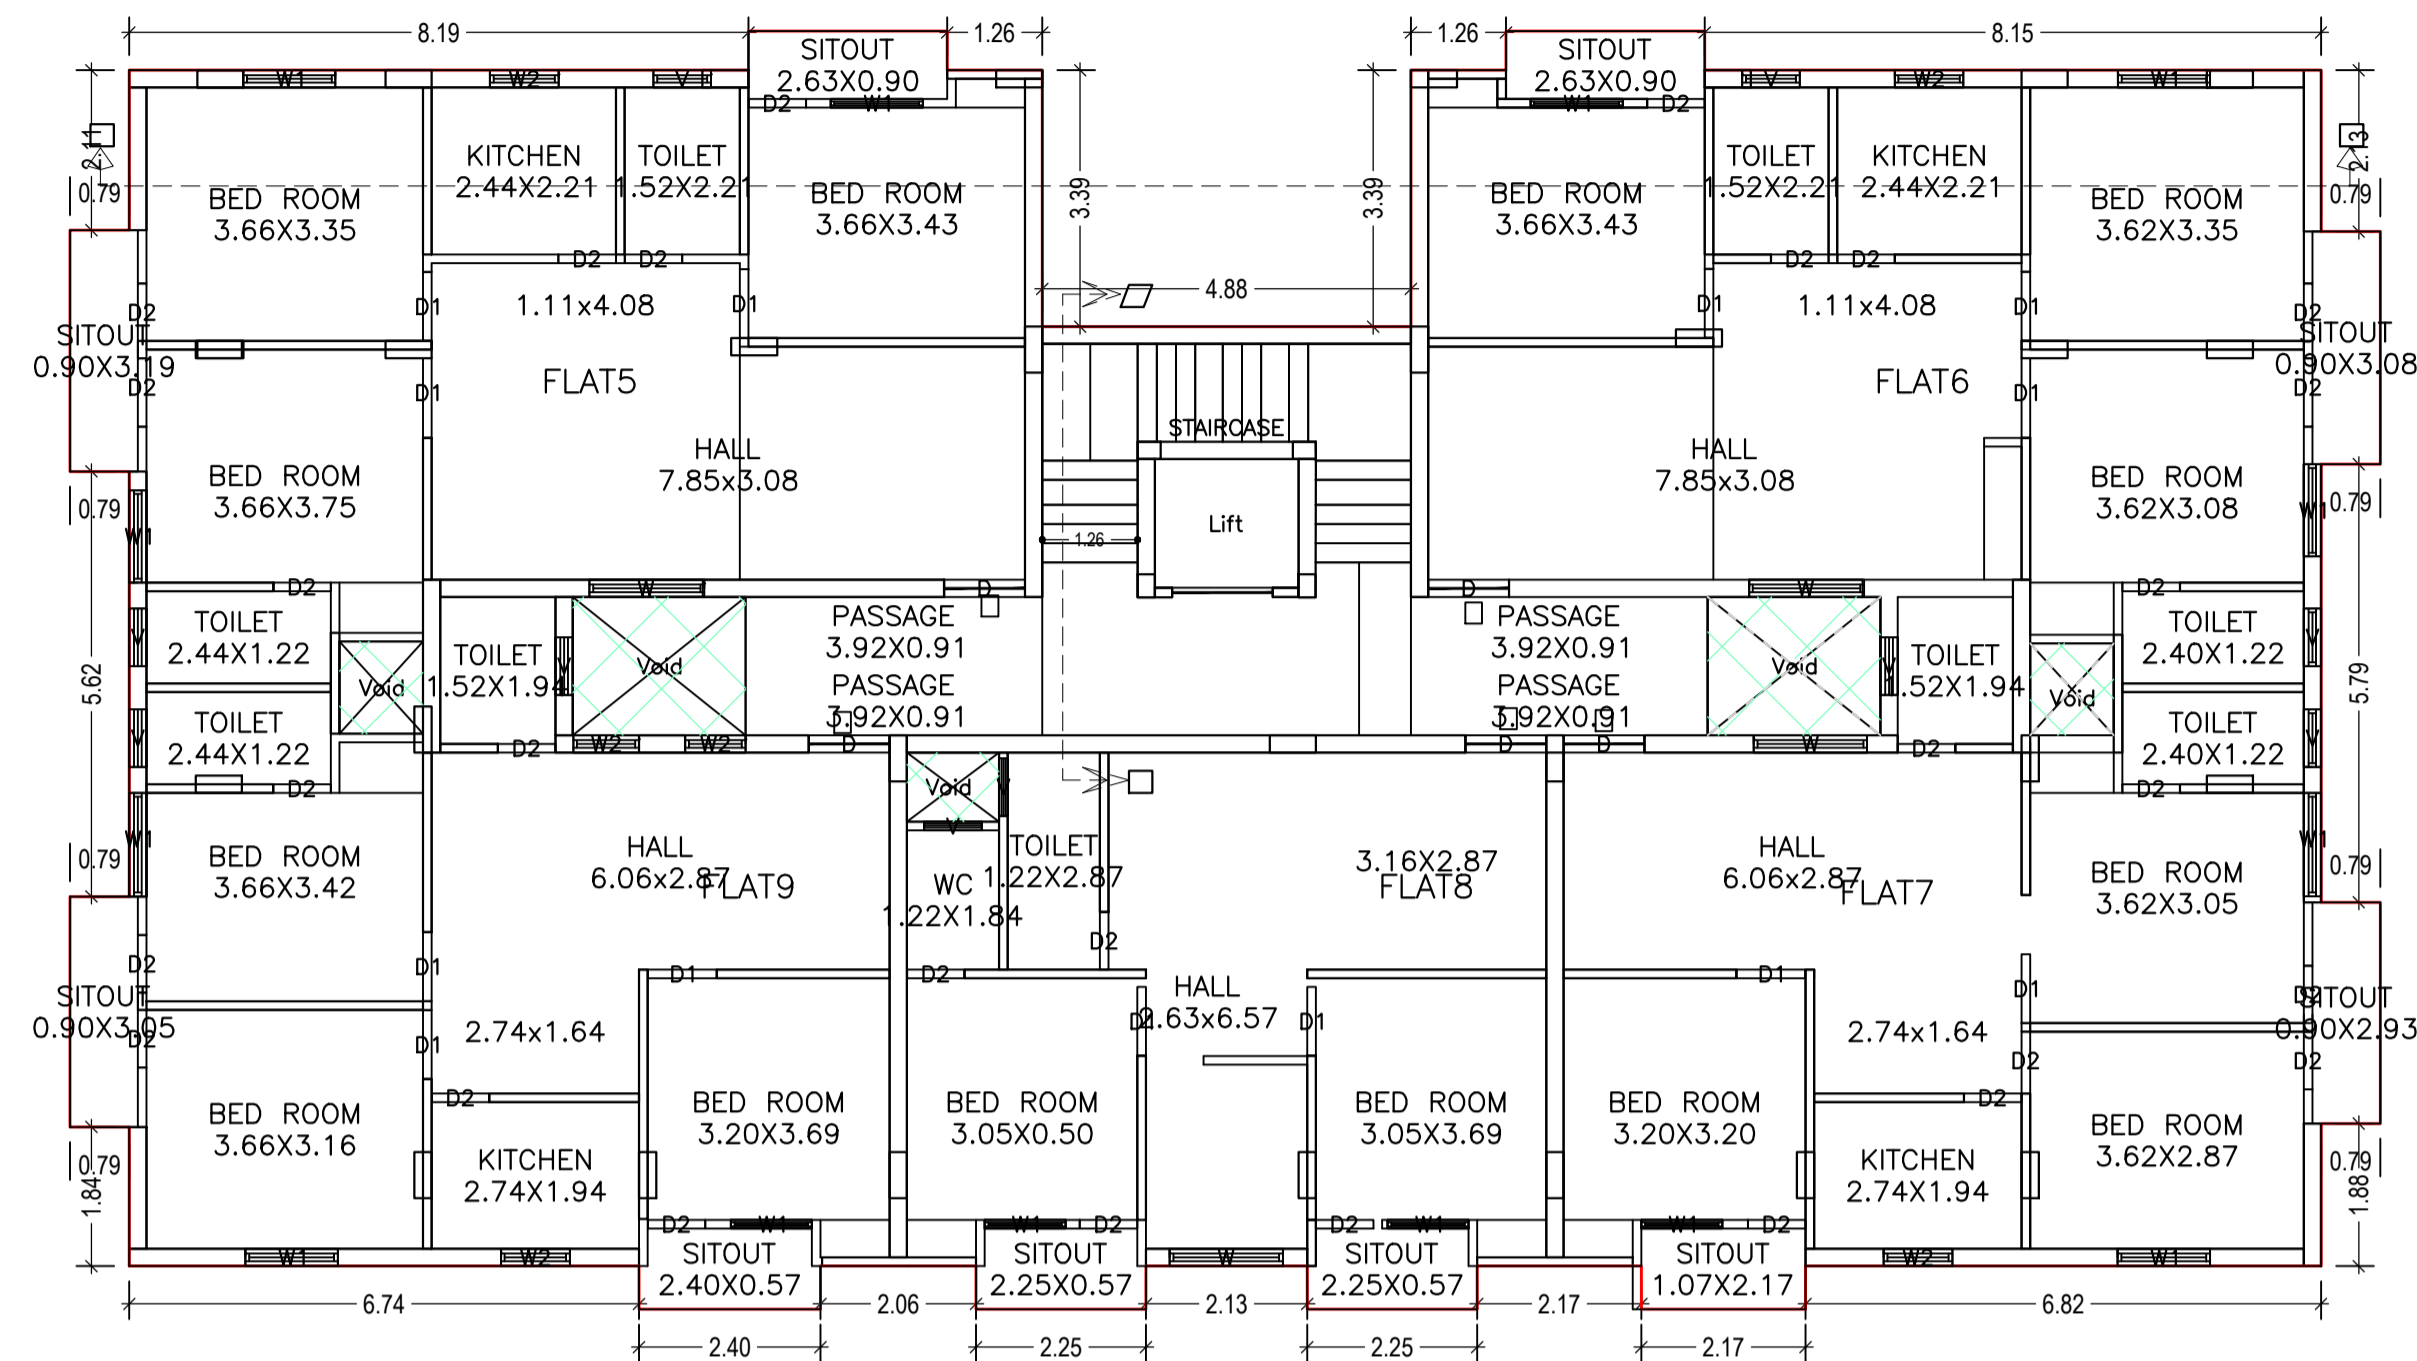 8.19
1.26
1.26
8.15
SITOUT
2.63X0.90
SITOUT
2.63X0.90
W1
W2
V
D2
W1
W1
D2
V
W2
W1
2.11
2.13
KITCHEN
2.44X2.21
TOILET
1.52X2.21
TOILET
1.52X2.21
KITCHEN
2.44X2.21
0.79
BED ROOM
3.66X3.35
BED ROOM
3.66X3.43
3.39
3.39
BED ROOM
3.66X3.43
BED ROOM
3.62X3.35
0.79
D2
D2
D2
D2
4.88
D2
D1
1.11x4.08
D1
D1
1.11x4.08
D1
D2
SITOUT
0.90X3.19
SITOUT
0.90X3.08
D2
D1
FLAT5
FLAT6
D1
D2
STAIRCASE
HALL
7.85x3.08
HALL
7.85x3.08
BED ROOM
3.66X3.75
BED ROOM
3.62X3.08
0.79
0.79
W1
Lift
1.26
W1
D2
W
D
D
W
D2
TOILET
2.44X1.22
PASSAGE
3.92X0.91
PASSAGE
3.92X0.91
TOILET
2.40X1.22
V
TOILET
1.52X1.94
V
Void
Void
V
TOILET
1.52X1.94
V
Void
Void
5.62
PASSAGE
3.92X0.91
PASSAGE
3.92X0.91
5.79
TOILET
2.44X1.22
TOILET
2.40X1.22
V
V
D2
W2
W2
D
D
D
W
D2
D2
Void
V
D2
W1
V
W1
0.79
BED ROOM
3.66X3.42
HALL
6.06x2.87
FLAT9
TOILET
1.22X2.87
WC
1.22X1.84
3.16X2.87
FLAT8
HALL
6.06x2.87
FLAT7
BED ROOM
3.62X3.05
0.79
D2
D2
D1
D1
D2
D1
D1
D2
SITOUT
0.90X3.05
HALL
2.63x6.57
D1
D1
SITOUT
0.90X2.93
D2
D1
2.74x1.64
2.74x1.64
D2
D2
D2
D2
BED ROOM
3.66X3.16
BED ROOM
3.20X3.69
BED ROOM
3.05X0.50
BED ROOM
3.05X3.69
BED ROOM
3.20X3.20
BED ROOM
3.62X2.87
0.79
1.84
KITCHEN
2.74X1.94
KITCHEN
2.74X1.94
0.79
1.88
D2
W1
W1
D2
D2
W1
W1
D2
W1
W2
SITOUT
2.40X0.57
SITOUT
2.25X0.57
W
SITOUT
2.25X0.57
SITOUT
1.07X2.17
W2
W1
6.74
2.06
2.13
2.17
6.82
2.40
2.25
2.25
2.17